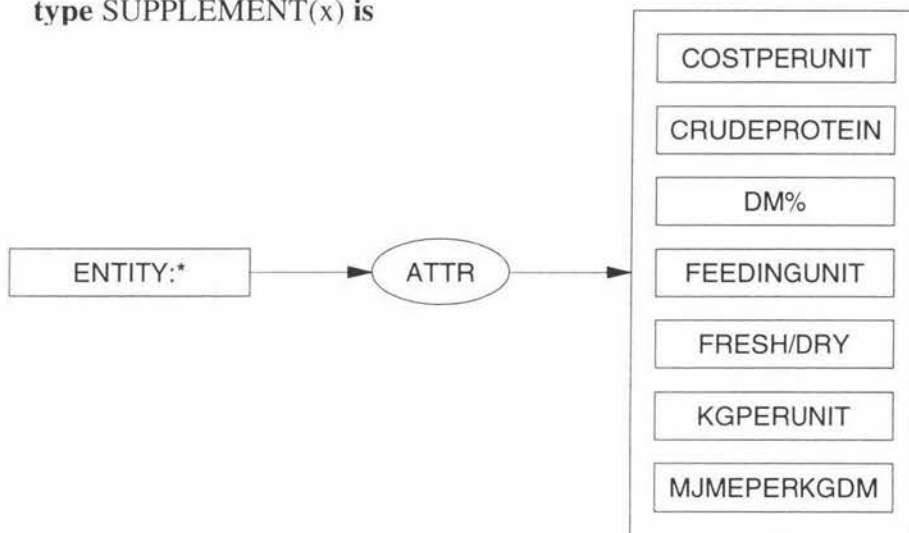 type SUPPLEMENT(x) is
COSTPERUNIT
CRUDEPROTEIN
DM%
ENTITY:*
ATTR
FEEDINGUNIT
FRESH/DRY
KGPERUNIT
MJMEPERKGDM